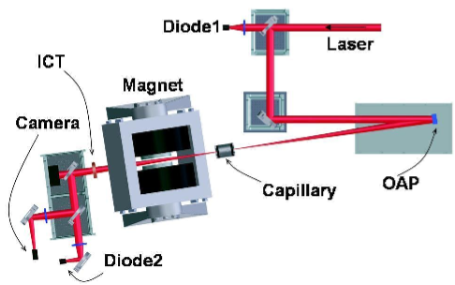 Diode1
Laser
ICT
Magnet
Camera
Capillary
OAP
Diode2